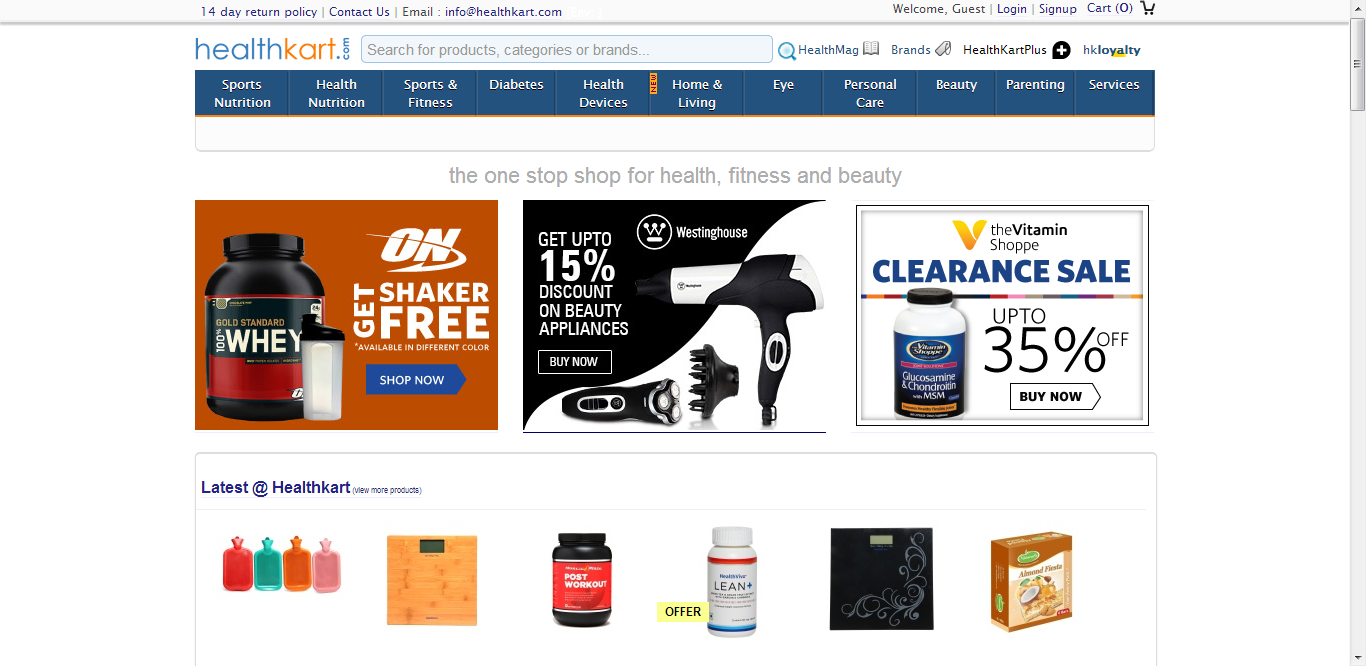 14 day return policy | Contact Us | Email : info@healthkart.com
Welcome, Guest | Login | Signup Cart (0)
healthkart.com
Search for products, categories or brands...
HealthMag Brands HealthKartPlus hkloyalty
Sports Nutrition
Health Nutrition
Sports & Fitness
Diabetes
Health Devices
NEW
Home & Living
Eye
Personal Care
Beauty
Parenting
Services
the one stop shop for health, fitness and beauty
ON
GET SHAKER FREE
*AVAILABLE IN DIFFERENT COLOR
SHOP NOW
GOLD STANDARD
100% WHEY
Westinghouse
GET UPTO
15%
DISCOUNT
ON BEAUTY
APPLIANCES
BUY NOW
theVitamin
Shoppe
CLEARANCE SALE
UPTO
35% OFF
BUY NOW
the Vitamin Shoppe
Glucosamine
& Chondroitin
with MSM
Latest @ Healthkart (view more products)
POST
WORKOUT
HealthViva
LEAN+
OFFER
Almond Fiesta